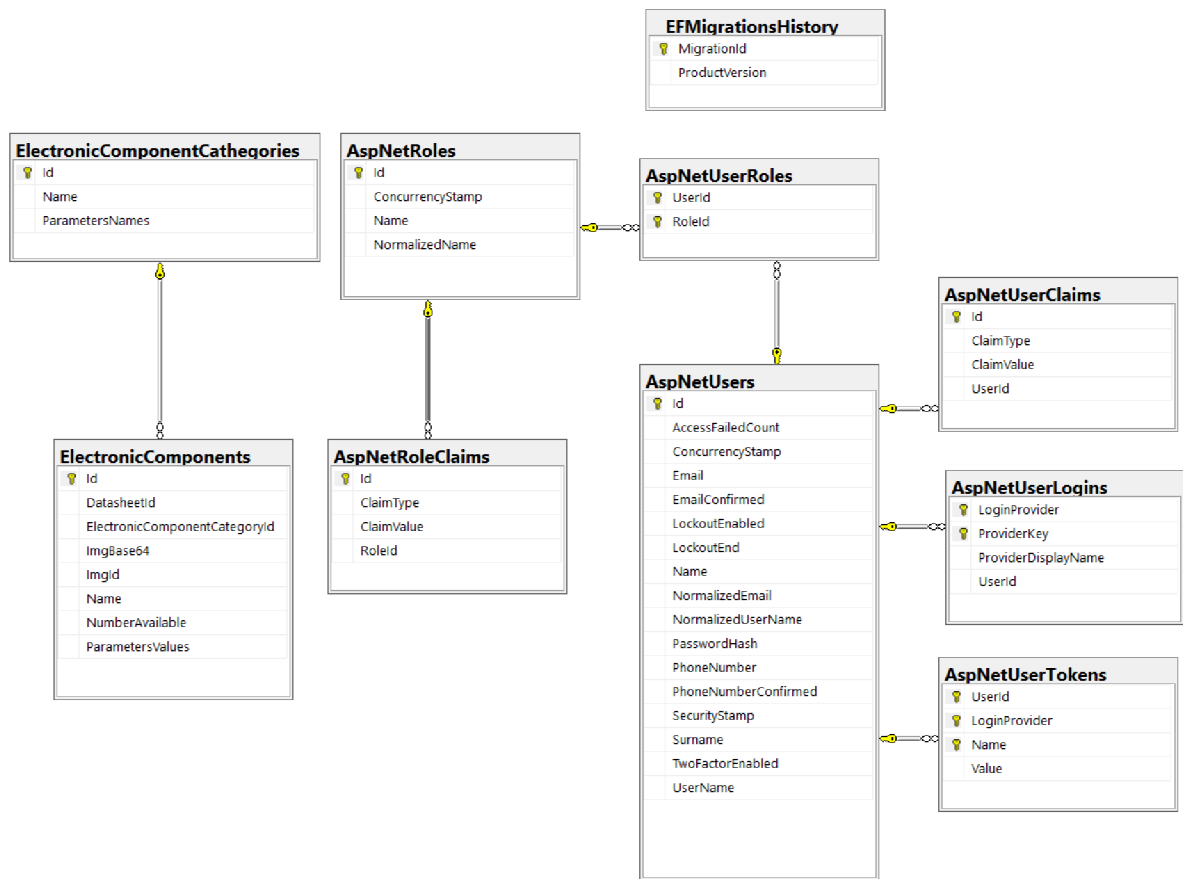 EFMigrationsHistory
MigrationId
ProductVersion
ElectronicComponentCathegories
Id
Name
ParametersNames
AspNetRoles
Id
ConcurrencyStamp
Name
NormalizedName
AspNetUserRoles
UserId
RoleId
AspNetUserClaims
Id
ClaimType
ClaimValue
UserId
AspNetUsers
Id
AccessFailedCount
ConcurrencyStamp
Email
EmailConfirmed
LockoutEnabled
LockoutEnd
Name
NormalizedEmail
NormalizedUserName
PasswordHash
PhoneNumber
PhoneNumberConfirmed
SecurityStamp
Surname
TwoFactorEnabled
UserName
ElectronicComponents
Id
DatasheetId
ElectronicComponentCategoryId
ImgBase64
ImgId
Name
NumberAvailable
ParametersValues
AspNetRoleClaims
Id
ClaimType
ClaimValue
RoleId
AspNetUserLogins
LoginProvider
ProviderKey
ProviderDisplayName
UserId
AspNetUserTokens
UserId
LoginProvider
Name
Value